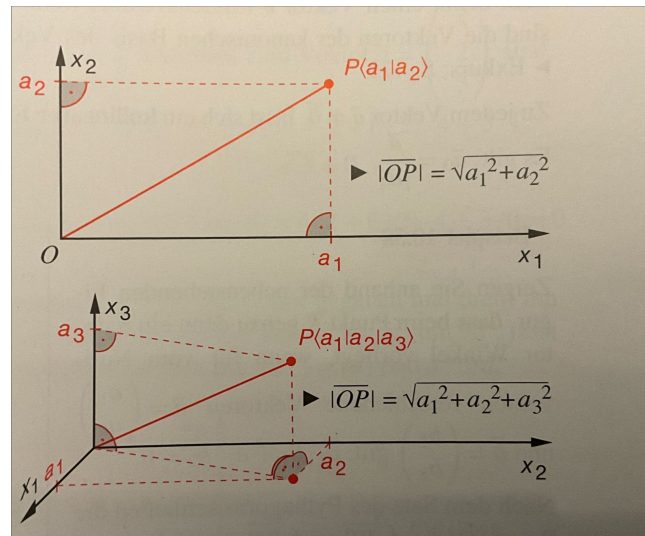 x₂
a₂
P⟨a₁|a₂⟩
▶ |OP̅| = √a₁²+a₂²
O
a₁
x₁
x₃
a₃
P⟨a₁|a₂|a₃⟩
▶ |OP̅| = √a₁²+a₂²+a₃²
a₂
x₂
x₁ a1